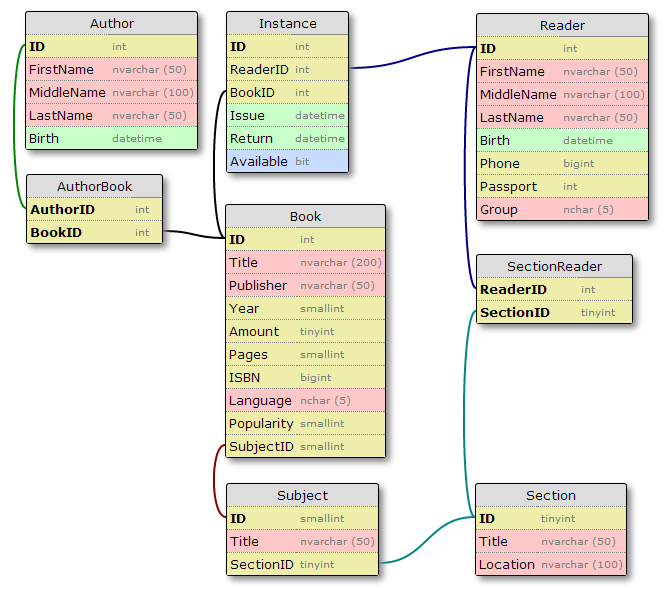 Author
ID int
FirstName nvarchar (50)
MiddleName nvarchar (100)
LastName nvarchar (50)
Birth datetime
AuthorBook
AuthorID int
BookID int
Instance
ID int
ReaderID int
BookID int
Issue datetime
Return datetime
Available bit
Book
ID int
Title nvarchar (200)
Publisher nvarchar (50)
Year smallint
Amount tinyint
Pages smallint
ISBN bigint
Language nchar (5)
Popularity smallint
SubjectID smallint
Subject
ID smallint
Title nvarchar (50)
SectionID tinyint
Reader
ID int
FirstName nvarchar (50)
MiddleName nvarchar (100)
LastName nvarchar (50)
Birth datetime
Phone bigint
Passport int
Group nchar (5)
SectionReader
ReaderID int
SectionID tinyint
Section
ID tinyint
Title nvarchar (50)
Location nvarchar (100)